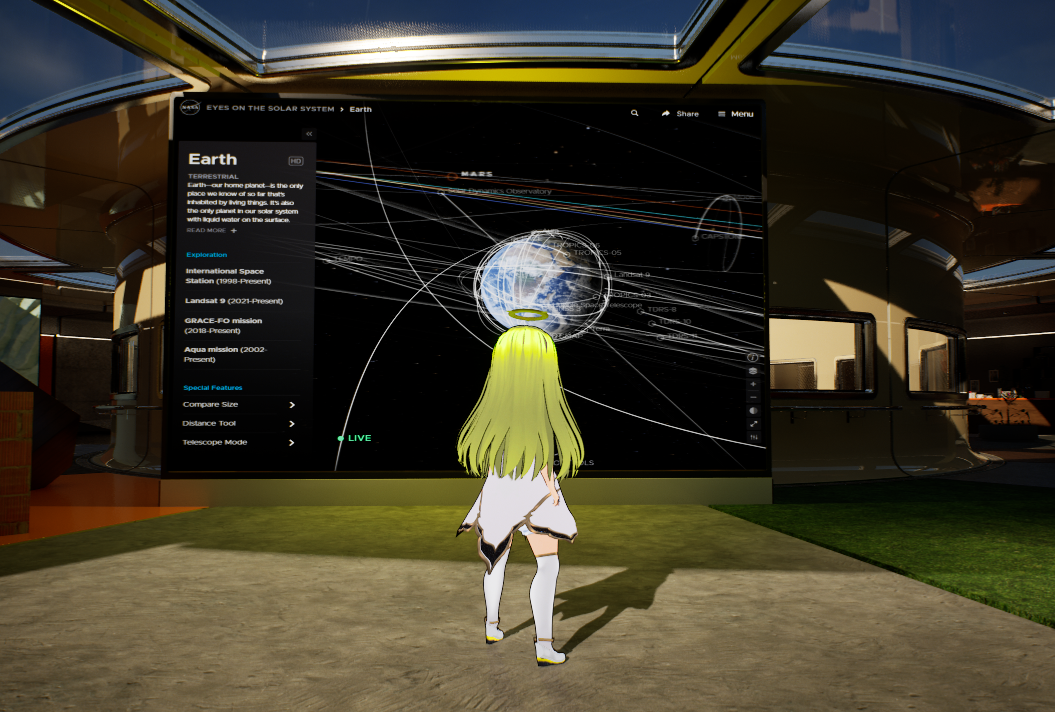 NASA
EYES ON THE SOLAR SYSTEM › Earth
Share
Menu
Earth
HD
TERRESTRIAL
Earth—our home planet—is the only
place we know of so far that's
inhabited by living things. It's also
the only planet in our solar system
with liquid water on the surface.
READ MORE +
Exploration
International Space
Station (1998-Present)
Landsat 9 (2021-Present)
GRACE-FO mission
(2018-Present)
Aqua mission (2002-
Present)
Special Features
Compare Size
Distance Tool
Telescope Mode
LIVE
MARS
Dynamics Observatory
TROPICS-05
Landsat 9
Telescope
TDRS-10